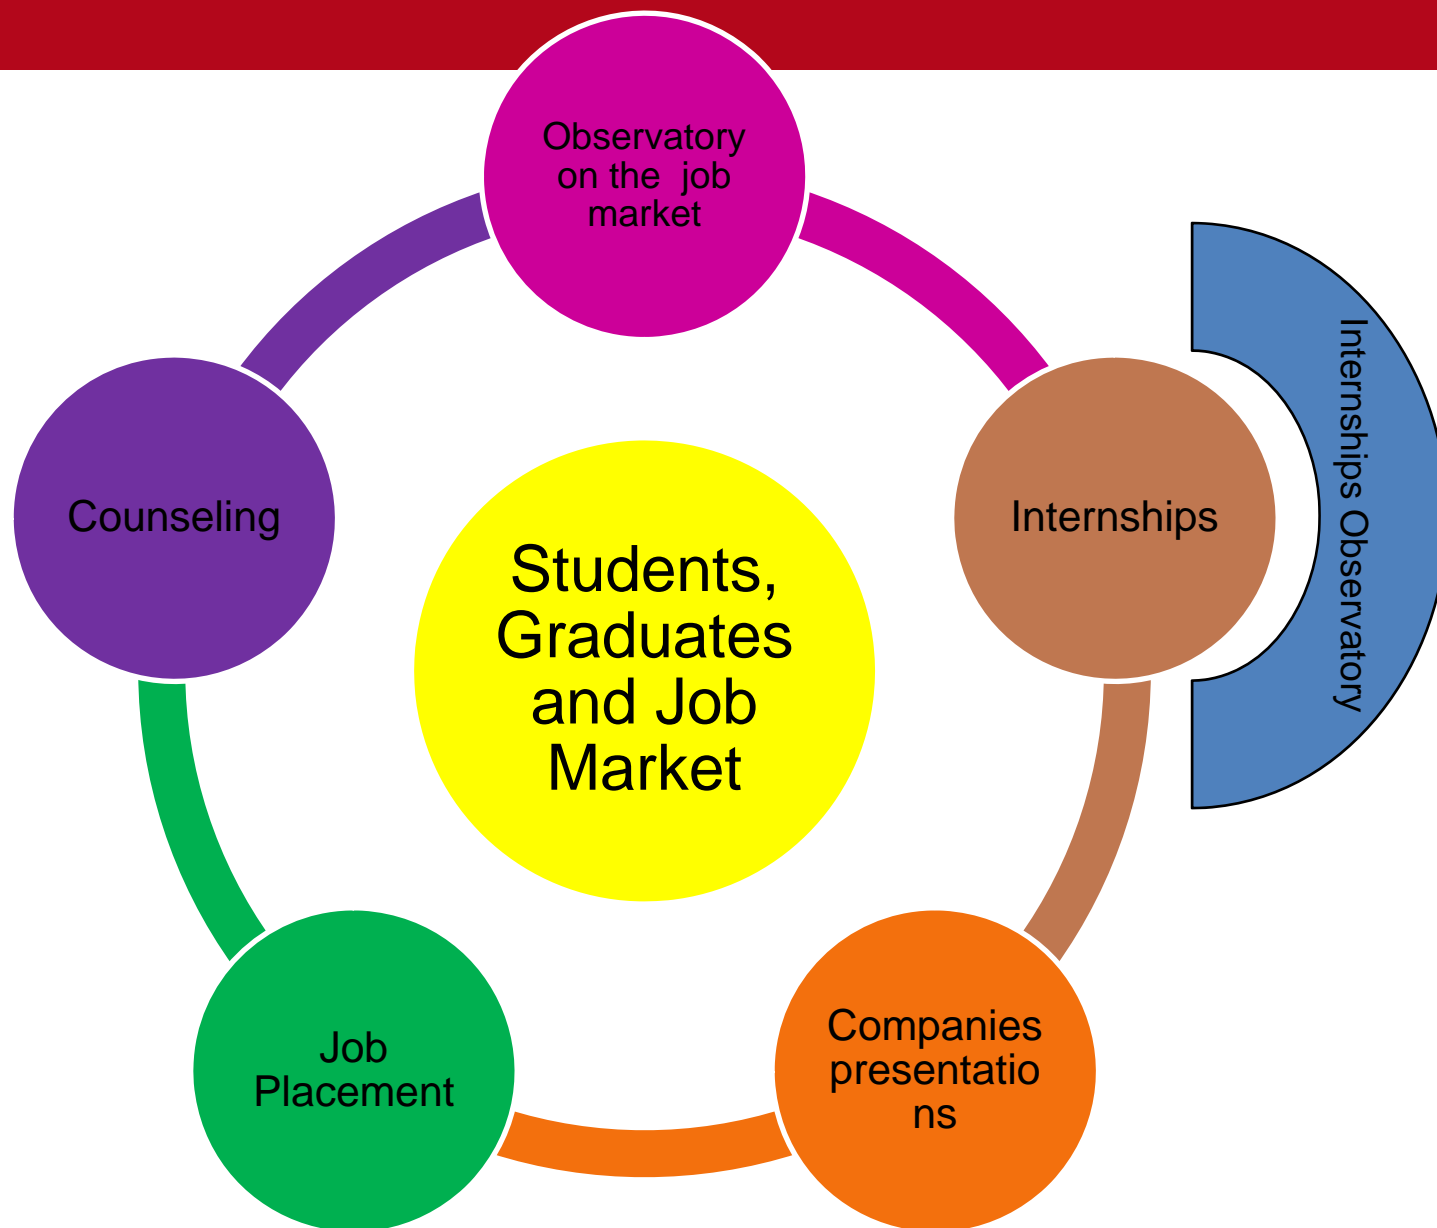 Observatory
on the job
market
Counseling
Internships
Internships Observatory
Students,
Graduates
and Job
Market
Job
Placement
Companies
presentatio
ns